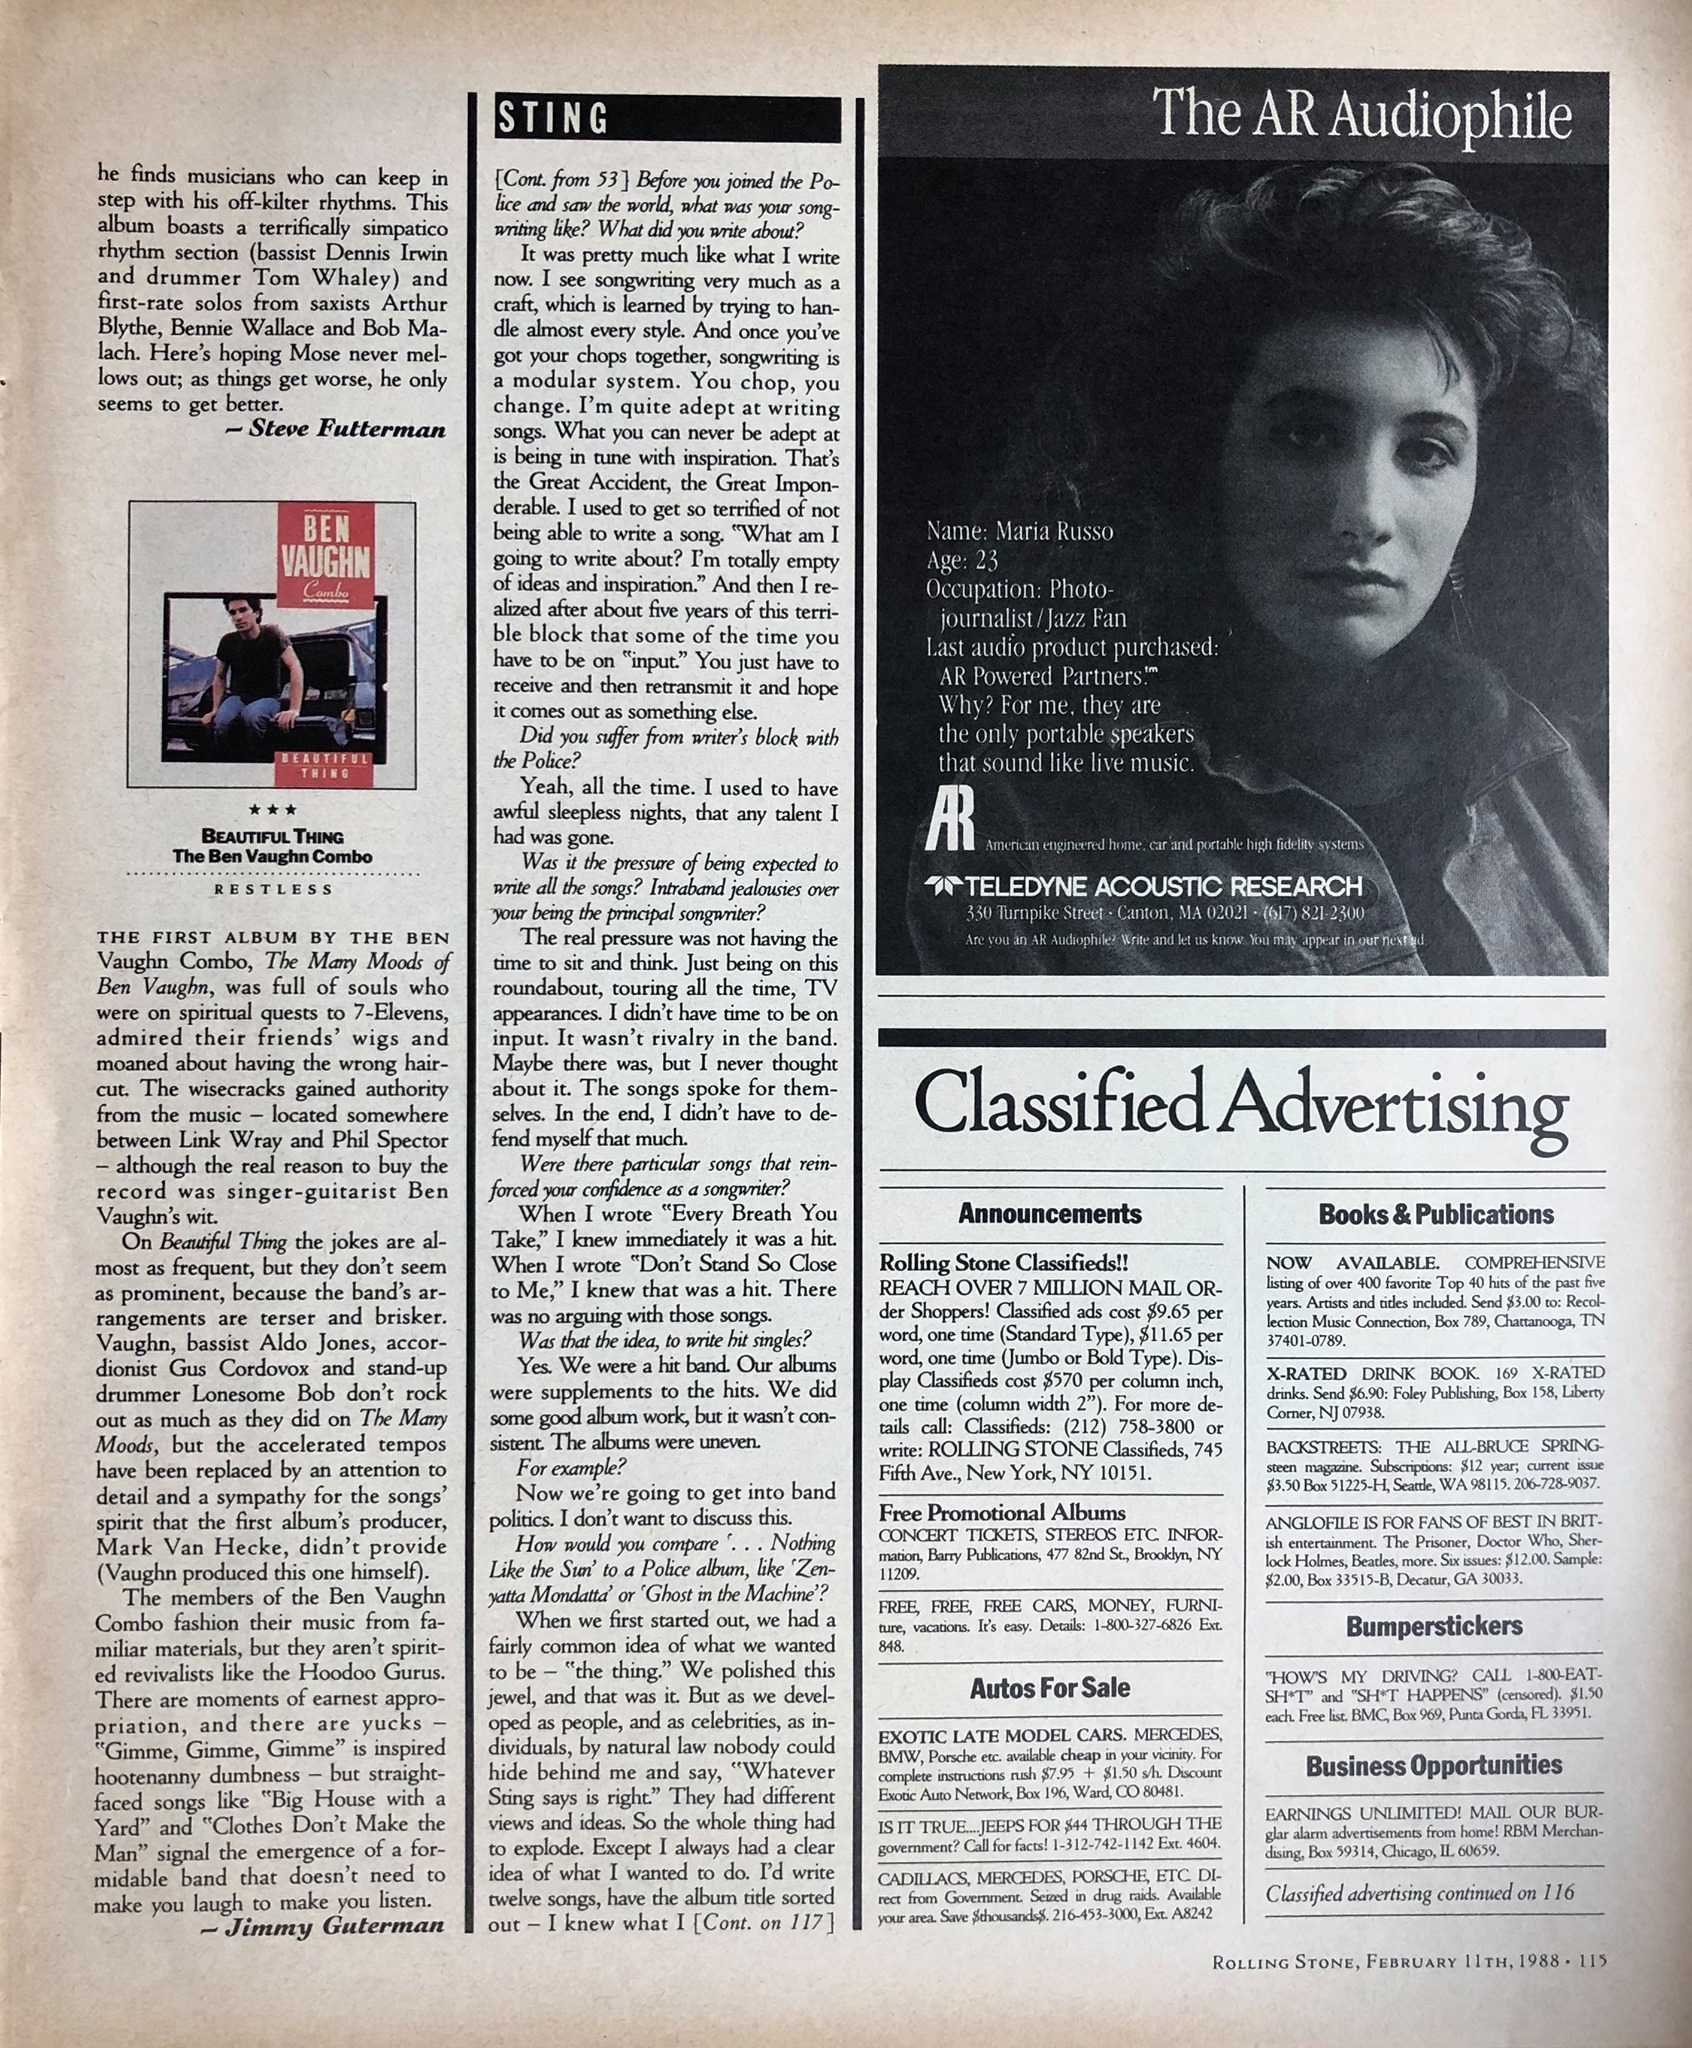 he finds musicians who can keep in
step with his off-kilter rhythms. This
album boasts a terrifically simpatico
rhythm section (bassist Dennis Irwin
and drummer Tom Whaley) and
first-rate solos from saxists Arthur
Blythe, Bennie Wallace and Bob Ma-
lach. Here's hoping Mose never mel-
lows out; as things get worse, he only
seems to get better.
– Steve Futterman
BEN
VAUGHN
Combo
BEAUTIFUL
THING
★★★
BEAUTIFUL THING
The Ben Vaughn Combo
RESTLESS
THE FIRST ALBUM BY THE BEN
Vaughn Combo, The Many Moods of
Ben Vaughn, was full of souls who
were on spiritual quests to 7-Elevens,
admired their friends' wigs and
moaned about having the wrong hair-
cut. The wisecracks gained authority
from the music – located somewhere
between Link Wray and Phil Spector
– although the real reason to buy the
record was singer-guitarist Ben
Vaughn's wit.
On Beautiful Thing the jokes are al-
most as frequent, but they don't seem
as prominent, because the band's ar-
rangements are terser and brisker.
Vaughn, bassist Aldo Jones, accor-
dionist Gus Cordovox and stand-up
drummer Lonesome Bob don't rock
out as much as they did on The Many
Moods, but the accelerated tempos
have been replaced by an attention to
detail and a sympathy for the songs'
spirit that the first album's producer,
Mark Van Hecke, didn't provide
(Vaughn produced this one himself).
The members of the Ben Vaughn
Combo fashion their music from fa-
miliar materials, but they aren't spirit-
ed revivalists like the Hoodoo Gurus.
There are moments of earnest appro-
priation, and there are yucks –
"Gimme, Gimme, Gimme" is inspired
hootenanny dumbness – but straight-
faced songs like "Big House with a
Yard" and "Clothes Don't Make the
Man" signal the emergence of a for-
midable band that doesn't need to
make you laugh to make you listen.
– Jimmy Guterman
STING
[Cont. from 53] Before you joined the Po-
lice and saw the world, what was your song-
writing like? What did you write about?
It was pretty much like what I write
now. I see songwriting very much as a
craft, which is learned by trying to han-
dle almost every style. And once you've
got your chops together, songwriting is
a modular system. You chop, you
change. I'm quite adept at writing
songs. What you can never be adept at
is being in tune with inspiration. That's
the Great Accident, the Great Impon-
derable. I used to get so terrified of not
being able to write a song. "What am I
going to write about? I'm totally empty
of ideas and inspiration." And then I re-
alized after about five years of this terri-
ble block that some of the time you
have to be on "input." You just have to
receive and then retransmit it and hope
it comes out as something else.
Did you suffer from writer's block with
the Police?
Yeah, all the time. I used to have
awful sleepless nights, that any talent I
had was gone.
Was it the pressure of being expected to
write all the songs? Intraband jealousies over
your being the principal songwriter?
The real pressure was not having the
time to sit and think. Just being on this
roundabout, touring all the time, TV
appearances. I didn't have time to be on
input. It wasn't rivalry in the band.
Maybe there was, but I never thought
about it. The songs spoke for them-
selves. In the end, I didn't have to de-
fend myself that much.
Were there particular songs that rein-
forced your confidence as a songwriter?
When I wrote "Every Breath You
Take," I knew immediately it was a hit.
When I wrote "Don't Stand So Close
to Me," I knew that was a hit. There
was no arguing with those songs.
Was that the idea, to write hit singles?
Yes. We were a hit band. Our albums
were supplements to the hits. We did
some good album work, but it wasn't con-
sistent. The albums were uneven.
For example?
Now we're going to get into band
politics. I don't want to discuss this.
How would you compare '. . . Nothing
Like the Sun' to a Police album, like 'Zen-
yatta Mondatta' or 'Ghost in the Machine'?
When we first started out, we had a
fairly common idea of what we wanted
to be – "the thing." We polished this
jewel, and that was it. But as we devel-
oped as people, and as celebrities, as in-
dividuals, by natural law nobody could
hide behind me and say, "Whatever
Sting says is right." They had different
views and ideas. So the whole thing had
to explode. Except I always had a clear
idea of what I wanted to do. I'd write
twelve songs, have the album title sorted
out – I knew what I [Cont. on 117]
The AR Audiophile
Name: Maria Russo
Age: 23
Occupation: Photo-
journalist/Jazz Fan
Last audio product purchased:
AR Powered Partners.™
Why? For me, they are
the only portable speakers
that sound like live music.
AR
American engineered home, car and portable high fidelity systems
TELEDYNE ACOUSTIC RESEARCH
330 Turnpike Street · Canton, MA 02021 · (617) 821-2300
Are you an AR Audiophile? Write and let us know. You may appear in our next ad.
Classified Advertising
Announcements
Rolling Stone Classifieds!!
REACH OVER 7 MILLION MAIL OR-
der Shoppers! Classified ads cost $9.65 per
word, one time (Standard Type), $11.65 per
word, one time (Jumbo or Bold Type). Dis-
play Classifieds cost $570 per column inch,
one time (column width 2"). For more de-
tails call: Classifieds: (212) 758-3800 or
write: ROLLING STONE Classifieds, 745
Fifth Ave., New York, NY 10151.
Free Promotional Albums
CONCERT TICKETS, STEREOS ETC. INFOR-
mation, Barry Publications, 477 82nd St., Brooklyn, NY
11209.
FREE, FREE, FREE CARS, MONEY, FURNI-
ture, vacations. It's easy. Details: 1-800-327-6826 Ext.
848.
Autos For Sale
EXOTIC LATE MODEL CARS. MERCEDES,
BMW, Porsche etc. available cheap in your vicinity. For
complete instructions rush $7.95 + $1.50 s/h. Discount
Exotic Auto Network, Box 196, Ward, CO 80481.
IS IT TRUE....JEEPS FOR $44 THROUGH THE
government? Call for facts! 1-312-742-1142 Ext. 4604.
CADILLACS, MERCEDES, PORSCHE, ETC. DI-
rect from Government. Seized in drug raids. Available
your area. Save $thousands$. 216-453-3000, Ext. A8242
Books & Publications
NOW AVAILABLE. COMPREHENSIVE
listing of over 400 favorite Top 40 hits of the past five
years. Artists and titles included. Send $3.00 to: Recol-
lection Music Connection, Box 789, Chattanooga, TN
37401-0789.
X-RATED DRINK BOOK. 169 X-RATED
drinks. Send $6.90: Foley Publishing, Box 158, Liberty
Corner, NJ 07938.
BACKSTREETS: THE ALL-BRUCE SPRING-
steen magazine. Subscriptions: $12 year; current issue
$3.50 Box 51225-H, Seattle, WA 98115. 206-728-9037.
ANGLOFILE IS FOR FANS OF BEST IN BRIT-
ish entertainment. The Prisoner, Doctor Who, Sher-
lock Holmes, Beatles, more. Six issues: $12.00. Sample:
$2.00, Box 33515-B, Decatur, GA 30033.
Bumperstickers
"HOW'S MY DRIVING? CALL 1-800-EAT-
SH*T" and "SH*T HAPPENS" (censored). $1.50
each. Free list. BMC, Box 969, Punta Gorda, FL 33951.
Business Opportunities
EARNINGS UNLIMITED! MAIL OUR BUR-
glar alarm advertisements from home! RBM Merchan-
dising, Box 59314, Chicago, IL 60659.
Classified advertising continued on 116
ROLLING STONE, FEBRUARY 11TH, 1988 · 115